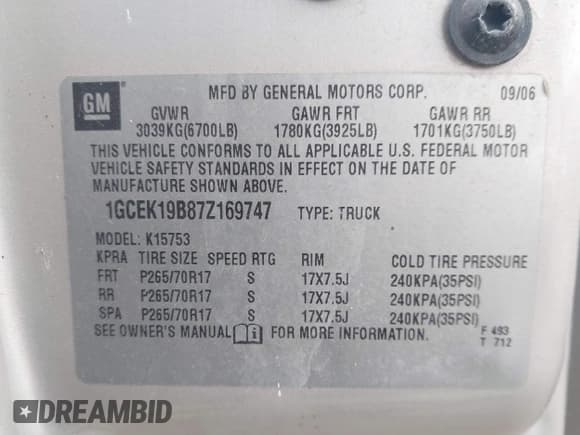 GM
MFD BY GENERAL MOTORS CORP. 09/06
GVWR GAWR FRT GAWR RR
3039KG(6700LB) 1780KG(3925LB) 1701KG(3750LB)
THIS VEHICLE CONFORMS TO ALL APPLICABLE U.S. FEDERAL MOTOR
VEHICLE SAFETY STANDARDS IN EFFECT ON THE DATE OF
MANUFACTURE SHOWN ABOVE.
1GCEK19B87Z169747 TYPE: TRUCK
MODEL: K15753
KPRA TIRE SIZE SPEED RTG RIM COLD TIRE PRESSURE
FRT P265/70R17 S 17X7.5J 240KPA(35PSI)
RR P265/70R17 S 17X7.5J 240KPA(35PSI)
SPA P265/70R17 S 17X7.5J 240KPA(35PSI)
SEE OWNER'S MANUAL FOR MORE INFORMATION. F 493
T 712
DREAMBID